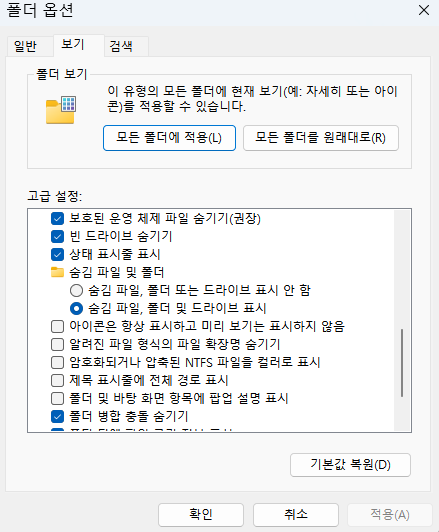 폴더 옵션
일반
보기
검색
폴더 보기
이 유형의 모든 폴더에 현재 보기(예: 자세히 또는 아이
콘)를 적용할 수 있습니다.
모든 폴더에 적용(L)
모든 폴더를 원래대로(R)
고급 설정:
보호된 운영 체제 파일 숨기기(권장)
빈 드라이브 숨기기
상태 표시줄 표시
숨김 파일 및 폴더
숨김 파일, 폴더 또는 드라이브 표시 안 함
숨김 파일, 폴더 및 드라이브 표시
아이콘은 항상 표시하고 미리 보기는 표시하지 않음
알려진 파일 형식의 파일 확장명 숨기기
암호화되거나 압축된 NTFS 파일을 컬러로 표시
제목 표시줄에 전체 경로 표시
폴더 및 바탕 화면 항목에 팝업 설명 표시
폴더 병합 충돌 숨기기
기본값 복원(D)
확인
취소
적용(A)